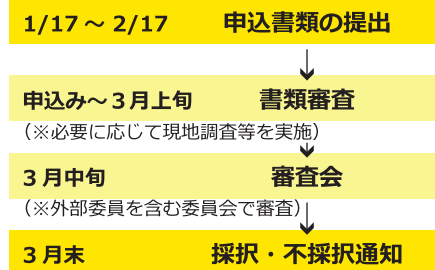 1/17 ～ 2/17 申込書類の提出
申込み～３月上旬 書類審査
（※必要に応じて現地調査等を実施）
３月中旬 審査会
（※外部委員を含む委員会で審査）
３月末 採択・不採択通知